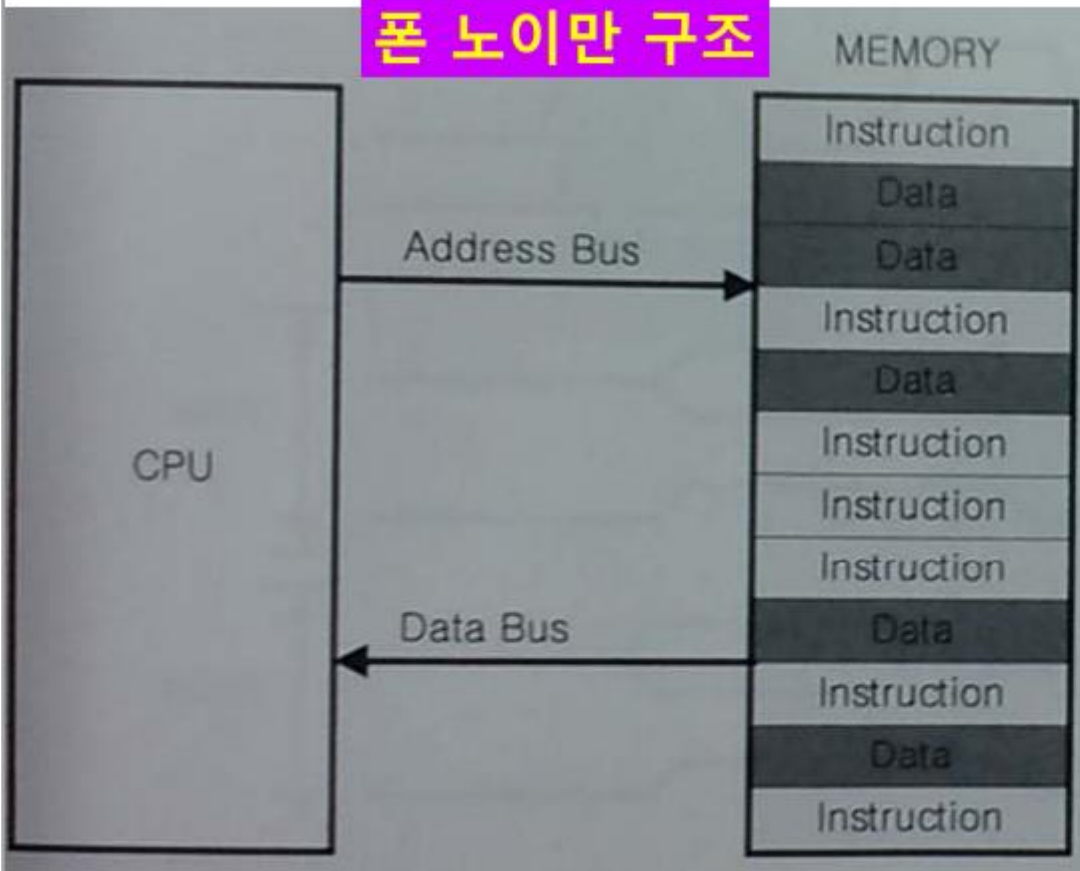 폰 노이만 구조
MEMORY
Instruction
Data
Address Bus
Data
Instruction
Data
CPU
Instruction
Instruction
Instruction
Data Bus
Data
Instruction
Data
Instruction